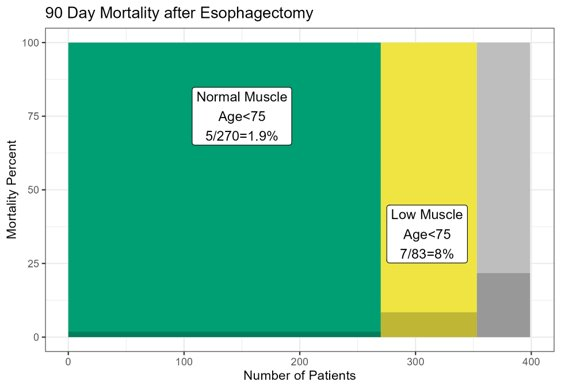 90 Day Mortality after Esophagectomy
Mortality Percent
100
75
50
25
0
Normal Muscle
Age<75
5/270=1.9%
Low Muscle
Age<75
7/83=8%
0 100 200 300 400
Number of Patients